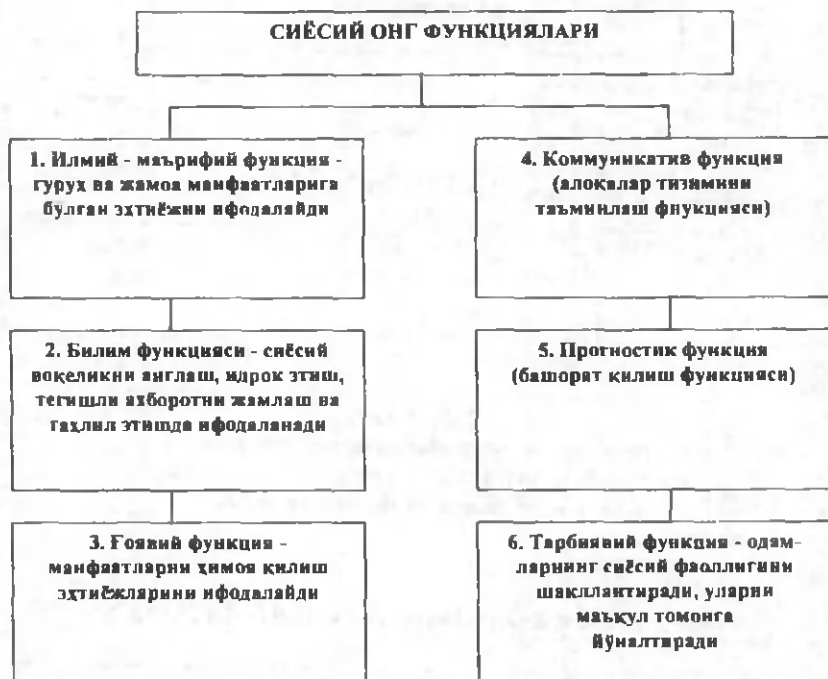 СИЁСИЙ ОНГ ФУНКЦИЯЛАРИ
1. Илмий - маърифий функция -
гурух ва жамоа манфаатларига
бўлган эҳтиёжни ифодалайди
2. Билим функцияси - сиёсий
воқеликни англаш, идрок этиш,
тегишли ахборотни жамлаш ва
таҳлил этишда ифодаланади
3. Ғоявий функция -
манфаатларни ҳимоя қилиш
эҳтиёжларини ифодалайди
4. Коммуникатив функция
(алоқалар тизимини
таъминлаш фнукцияси)
5. Прогностик функция
(башорат қилиш функцияси)
6. Тарбиявий функция - одам-
ларнинг сиёсий фаоллигини
шакллантиради, уларни
маъқул томонга
йўналтиради